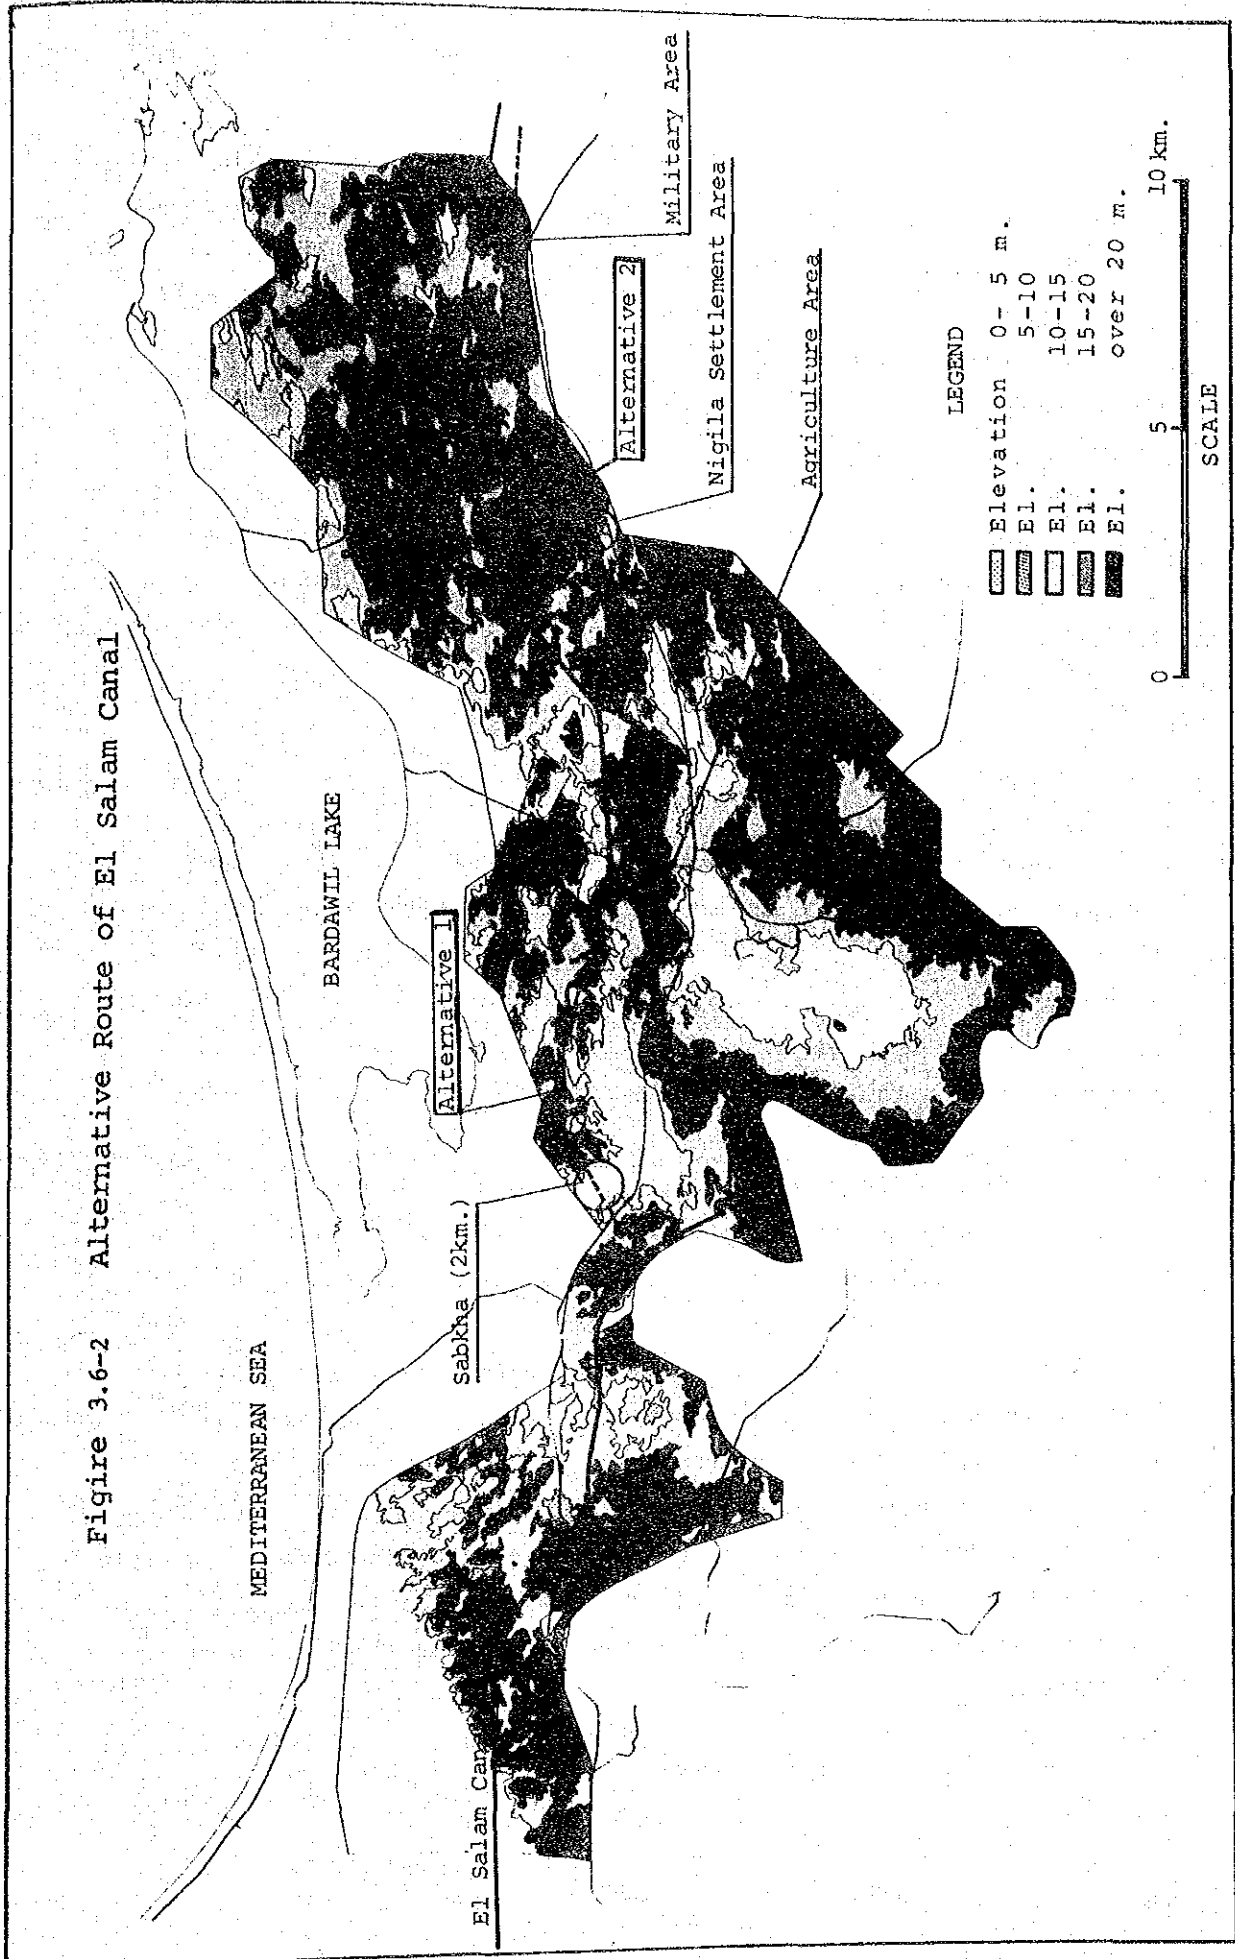 Figire 3.6-2 Alternative Route of El Salam Canal
MEDITERRANEAN SEA
BARDAWIL LAKE
El Salam Can
Sabkha (2km.)
Alternative 1
Alternative 2
Military Area
Nigila Settlement Area
Agriculture Area
LEGEND
Elevation 0- 5 m.
El. 5-10
El. 10-15
El. 15-20
El. over 20 m.
0 5 10 km.
SCALE